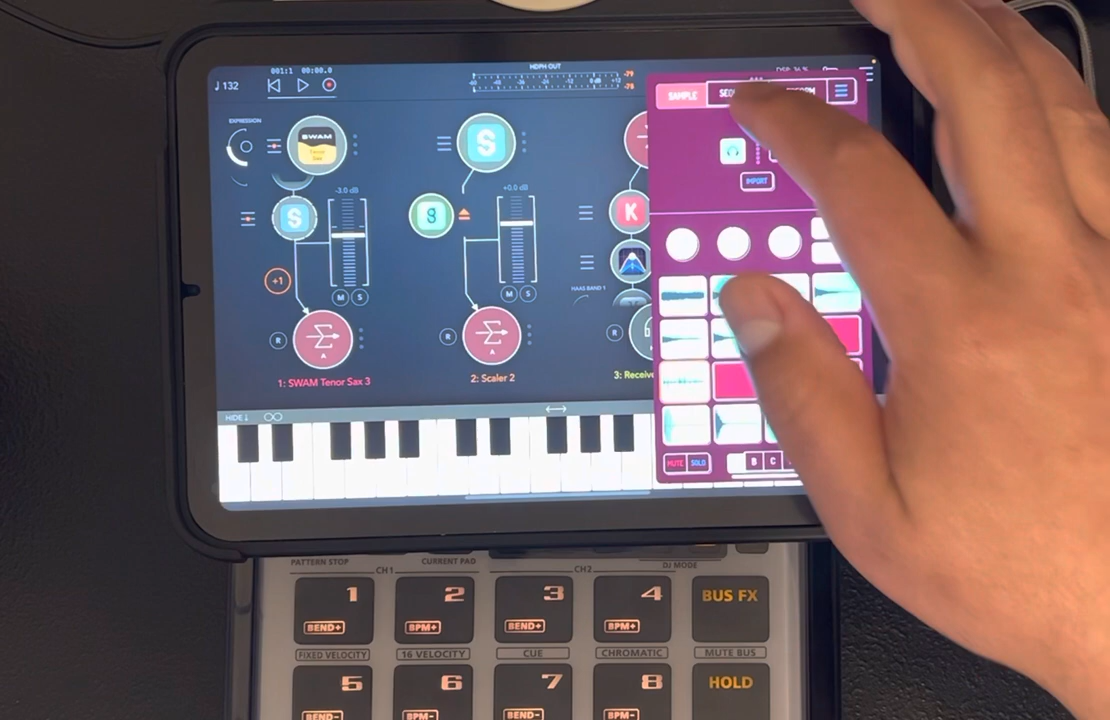 ♩132
001:1 00:00.0
HDPH OUT
-79
-78
EXPRESSION
SWAM
Tenor
Sax
S
SAMPLE
IMPORT
-3.0 dB
+0.0 dB
S
K
HAAS BAND 1
+1
M S
M S
R
R
R
A
A
1: SWAM Tenor Sax 3
2: Scaler 2
3: Receive
HIDE
MUTE SOLO
B C
PATTERN STOP
CH1
CURRENT PAD
CH2
DJ MODE
1
2
3
4
BUS FX
BEND+
BPM+
BEND+
BPM+
FIXED VELOCITY
16 VELOCITY
CUE
CHROMATIC
MUTE BUS
5
6
7
8
HOLD
BEND-
BPM-
BEND-
BPM-